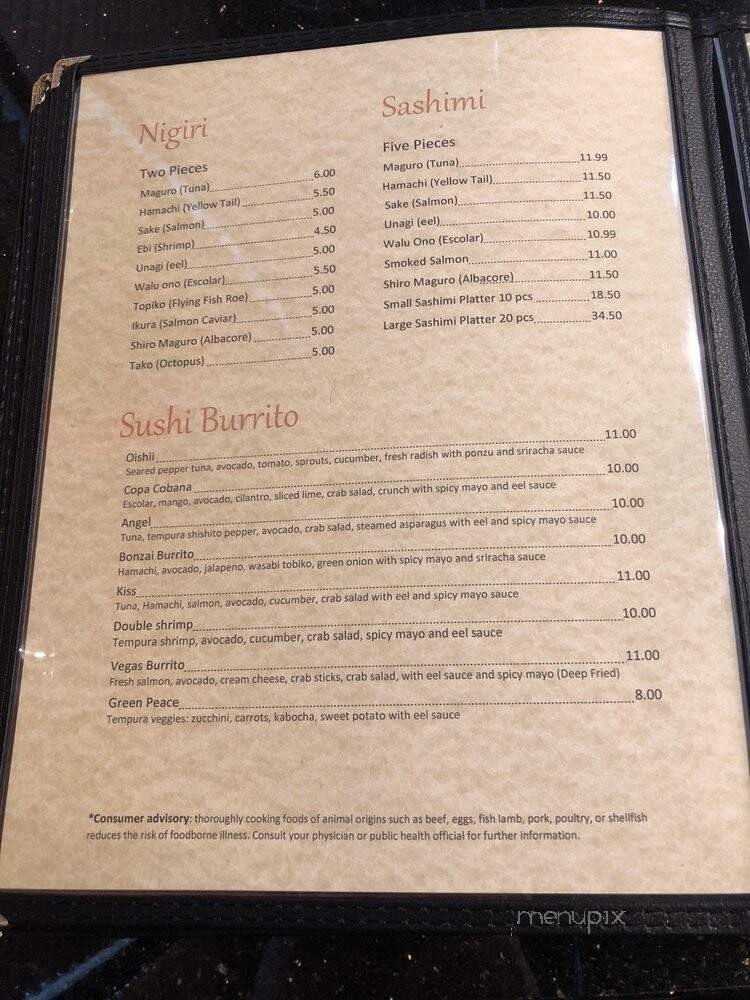 Nigiri
Two Pieces
Maguro (Tuna) 6.00
Hamachi (Yellow Tail) 5.50
Sake (Salmon) 5.00
Ebi (Shrimp) 4.50
Unagi (eel) 5.00
Walu ono (Escolar) 5.50
Topiko (Flying Fish Roe) 5.00
Ikura (Salmon Caviar) 5.00
Shiro Maguro (Albacore) 5.00
Tako (Octopus) 5.00
Sashimi
Five Pieces
Maguro (Tuna) 11.99
Hamachi (Yellow Tail) 11.50
Sake (Salmon) 11.50
Unagi (eel) 10.00
Walu Ono (Escolar) 10.99
Smoked Salmon 11.00
Shiro Maguro (Albacore) 11.50
Small Sashimi Platter 10 pcs 18.50
Large Sashimi Platter 20 pcs 34.50
Sushi Burrito
Oishii 11.00
Seared pepper tuna, avocado, tomato, sprouts, cucumber, fresh radish with ponzu and sriracha sauce
Copa Cobana 10.00
Escolar, mango, avocado, cilantro, sliced lime, crab salad, crunch with spicy mayo and eel sauce
Angel 10.00
Tuna, tempura shishito pepper, avocado, crab salad, steamed asparagus with eel and spicy mayo sauce
Bonzai Burrito 10.00
Hamachi, avocado, jalapeno, wasabi tobiko, green onion with spicy mayo and sriracha sauce
Kiss 11.00
Tuna, Hamachi, salmon, avocado, cucumber, crab salad with eel and spicy mayo sauce
Double shrimp 10.00
Tempura shrimp, avocado, cucumber, crab salad, spicy mayo and eel sauce
Vegas Burrito 11.00
Fresh salmon, avocado, cream cheese, crab sticks, crab salad, with eel sauce and spicy mayo (Deep Fried)
Green Peace 8.00
Tempura veggies: zucchini, carrots, kabocha, sweet potato with eel sauce
*Consumer advisory: thoroughly cooking foods of animal origins such as beef, eggs, fish lamb, pork, poultry, or shellfish
reduces the risk of foodborne illness. Consult your physician or public health official for further information.
menupix